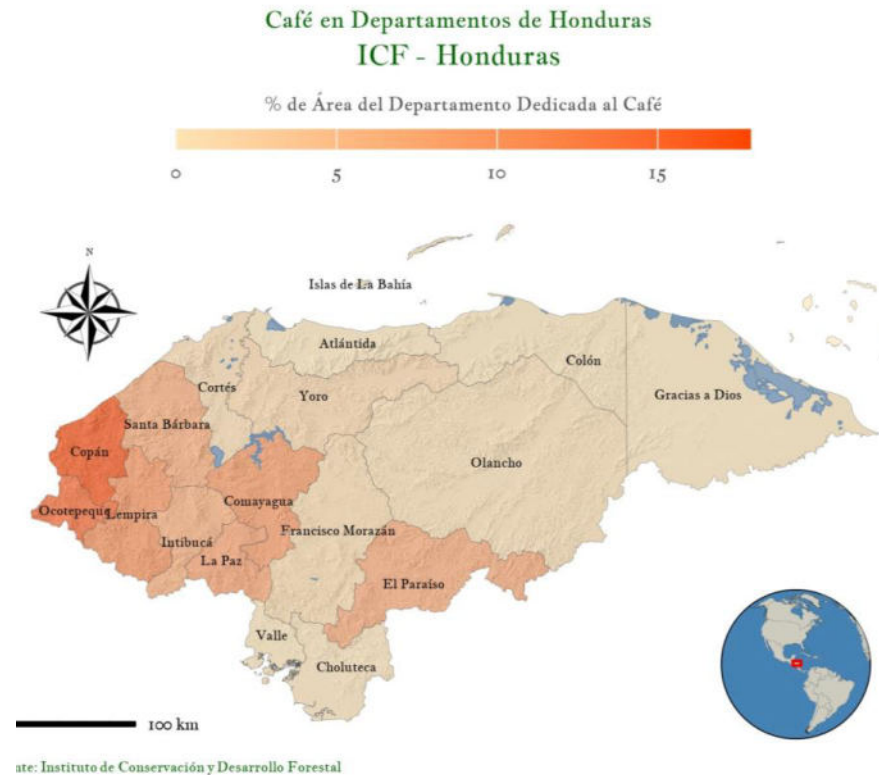 Café en Departamentos de Honduras
ICF - Honduras
% de Área del Departamento Dedicada al Café
0 5 10 15
N
Islas de La Bahía
Atlántida
Colón
Cortés
Yoro
Gracias a Dios
Santa Bárbara
Copán
Olancho
Comayagua
Ocotepeque
Lempira
Francisco Morazán
Intibucá
La Paz
El Paraíso
Valle
Choluteca
100 km
nte: Instituto de Conservación y Desarrollo Forestal